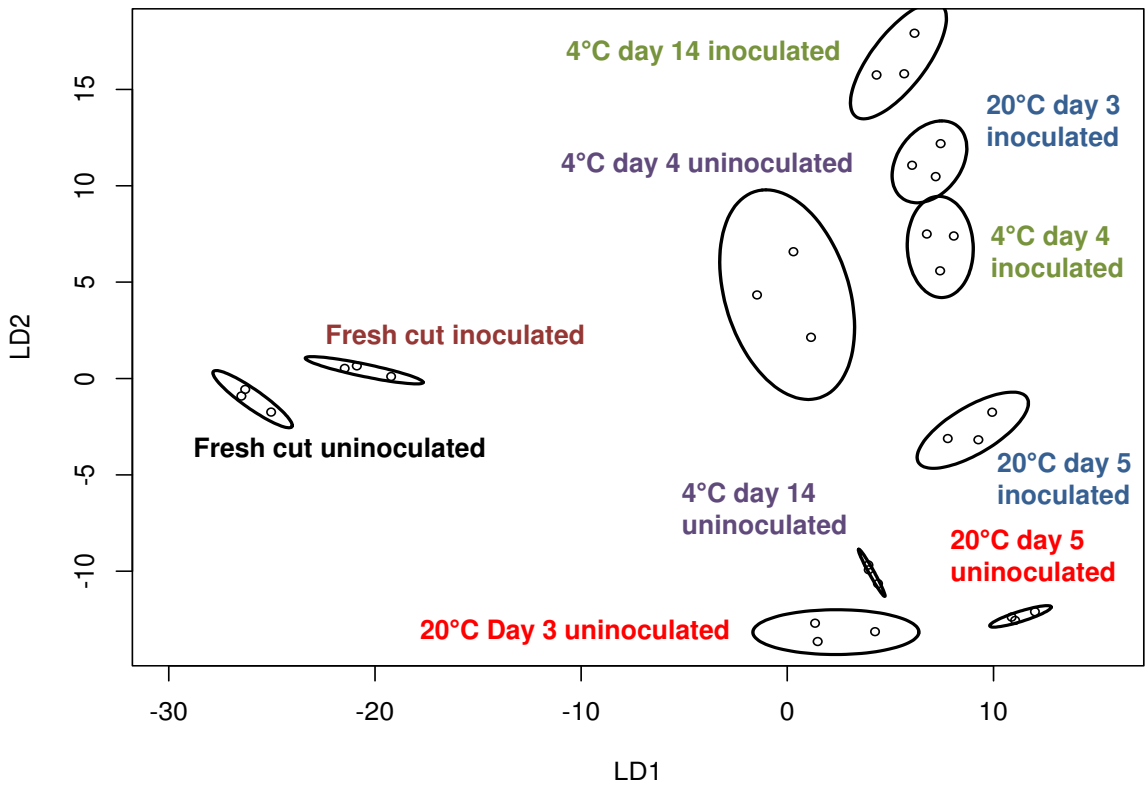 4°C day 14 inoculated
20°C day 3
inoculated
4°C day 4 uninoculated
4°C day 4
inoculated
Fresh cut inoculated
Fresh cut uninoculated
20°C day 5
inoculated
4°C day 14
uninoculated
20°C day 5
uninoculated
20°C Day 3 uninoculated
LD2
15
10
5
0
-5
-10
-30
-20
-10
0
10
LD1